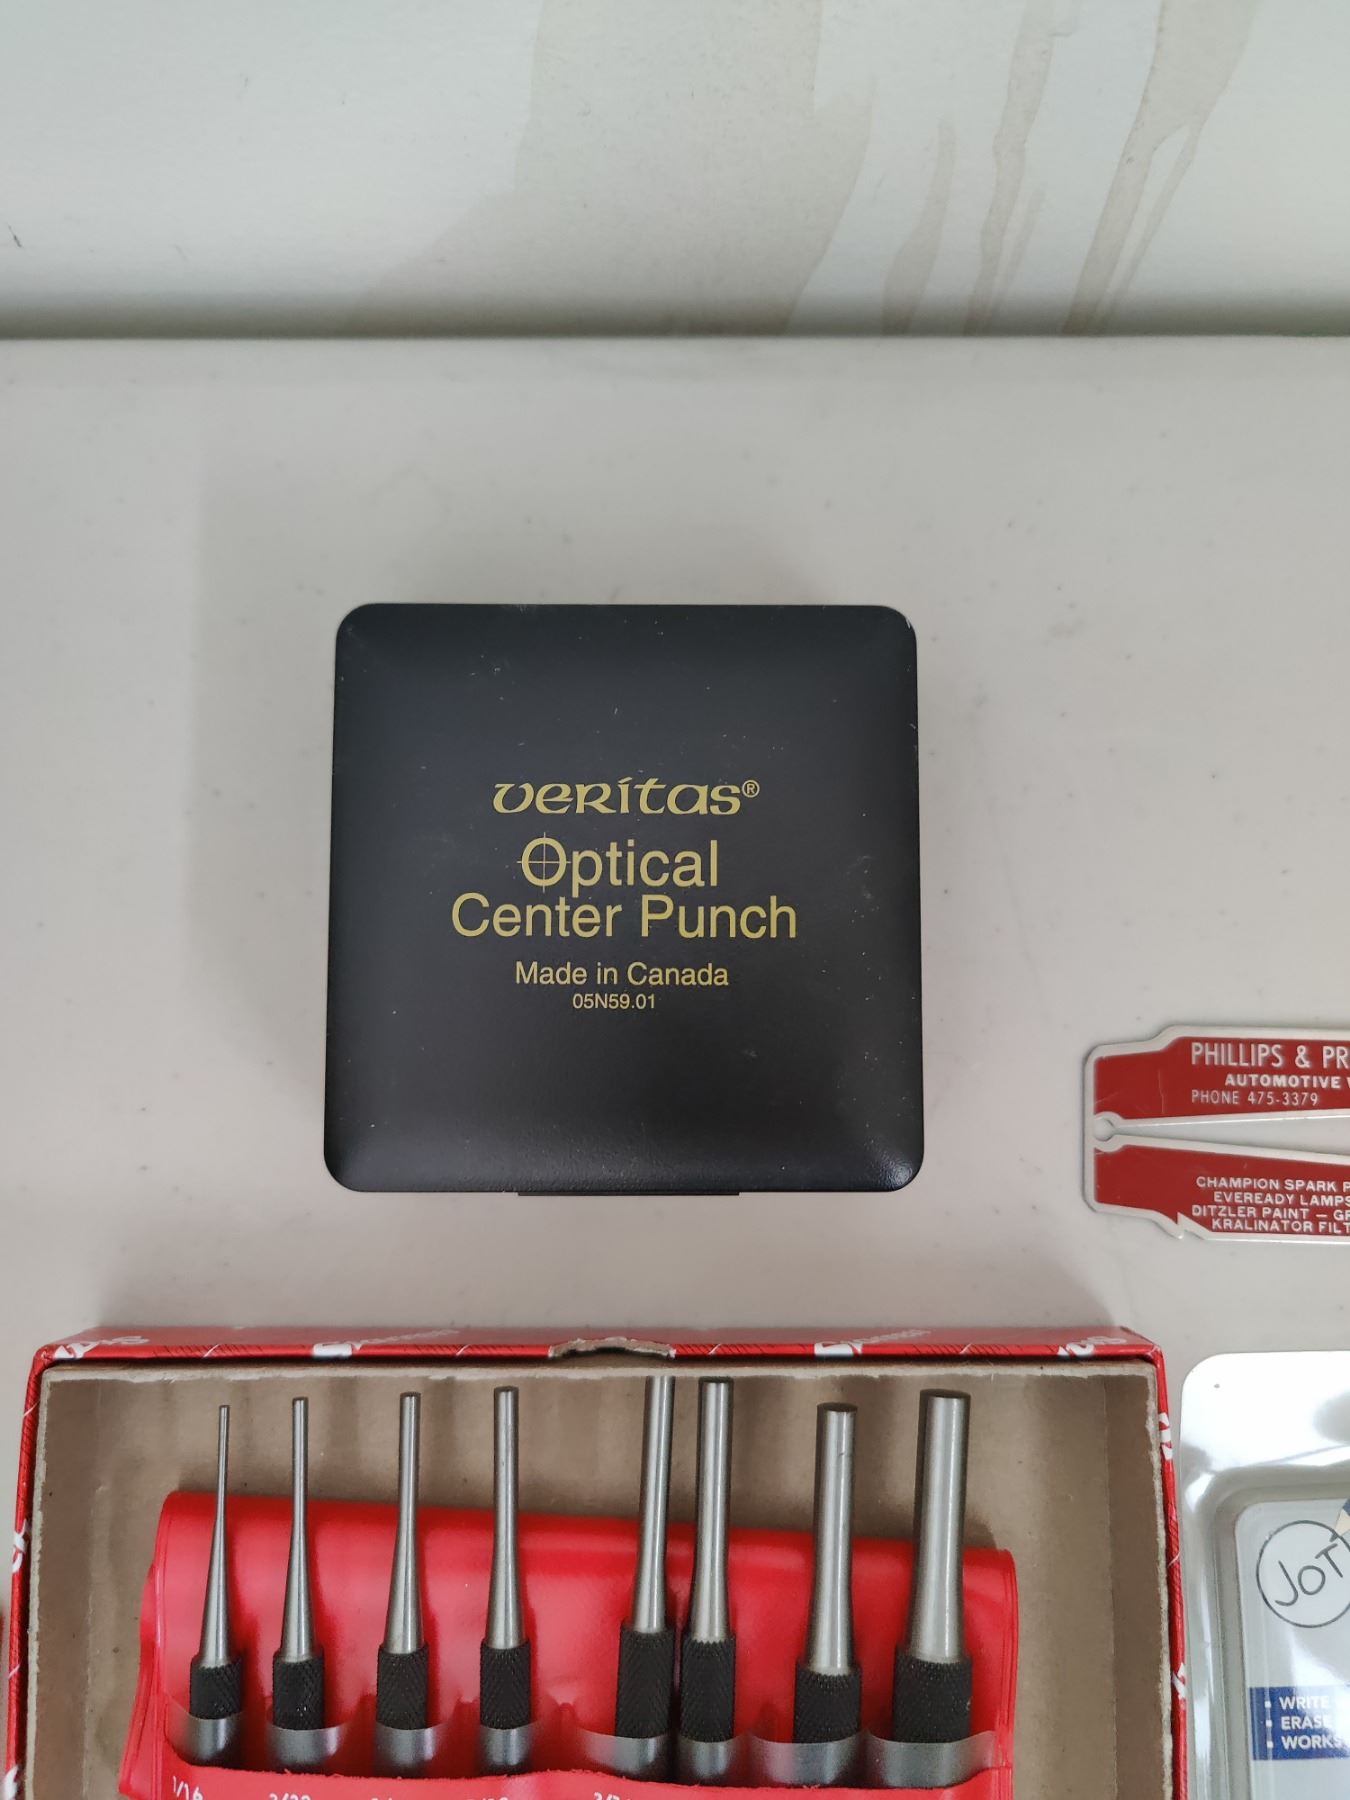 veritas®
Optical
Center Punch
Made in Canada
05N59.01
PHILLIPS & PR
AUTOMOTIVE
PHONE 475-3379
CHAMPION SPARK P
EVEREADY LAMPS
DITZLER PAINT — GR
KRALINATOR FILT
JOT
• WRITE
• ERASE
• WORKS
1/16